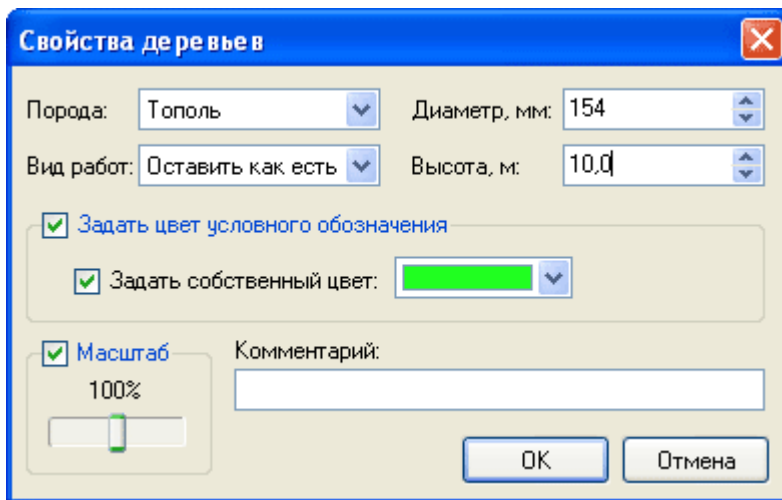 Свойства деревьев
Порода: Тополь Диаметр, мм: 154
Вид работ: Оставить как есть Высота, м: 10,0
Задать цвет условного обозначения
Задать собственный цвет:
Масштаб Комментарий:
100%
OK Отмена